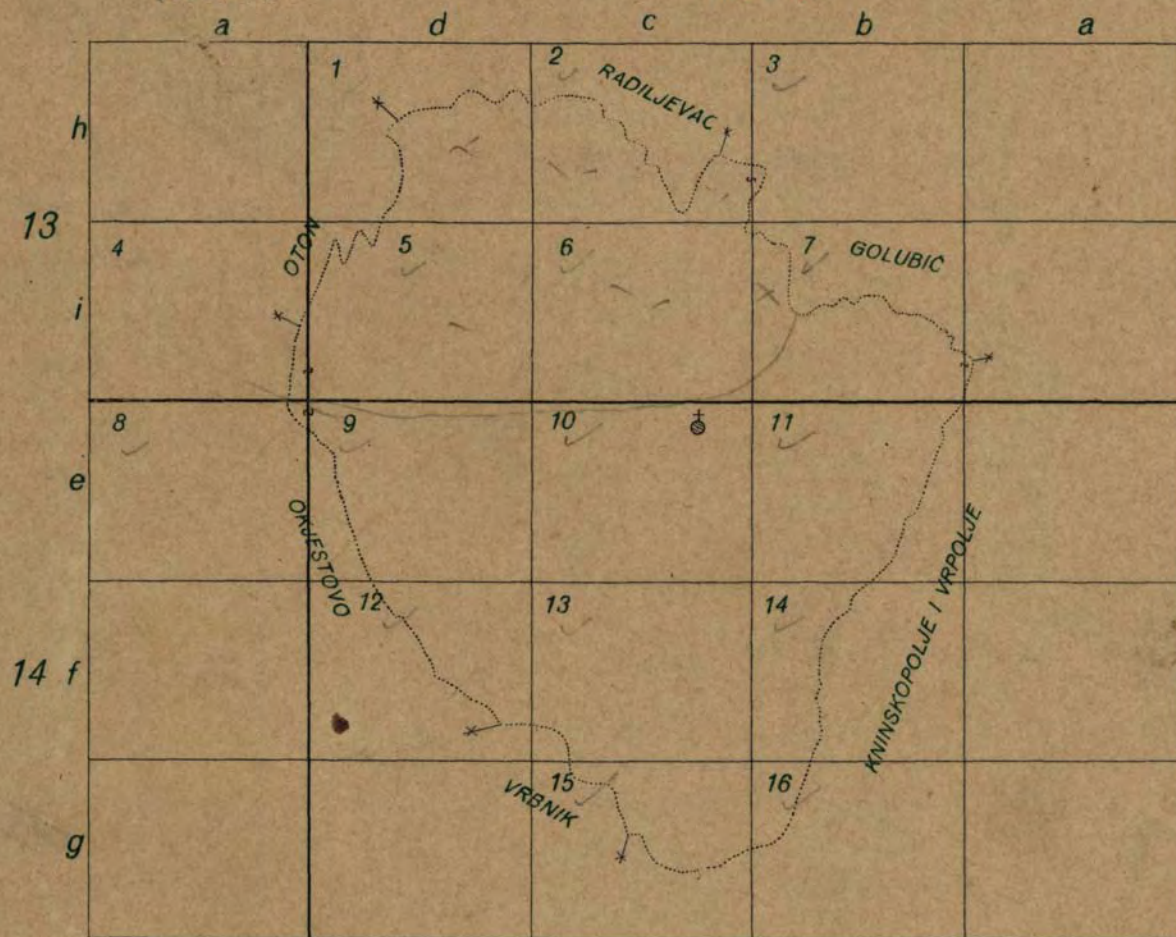 a d c b a
1 2 3
RADILJEVAC
h
13
4 5 6 7
OTON
GOLUBIĆ
i
8 9 10 11
e
OKJESTOVO
KNINSKOPOLJE I VRPOLJE
12 13 14
14 f
15 16
VRBNIK
g